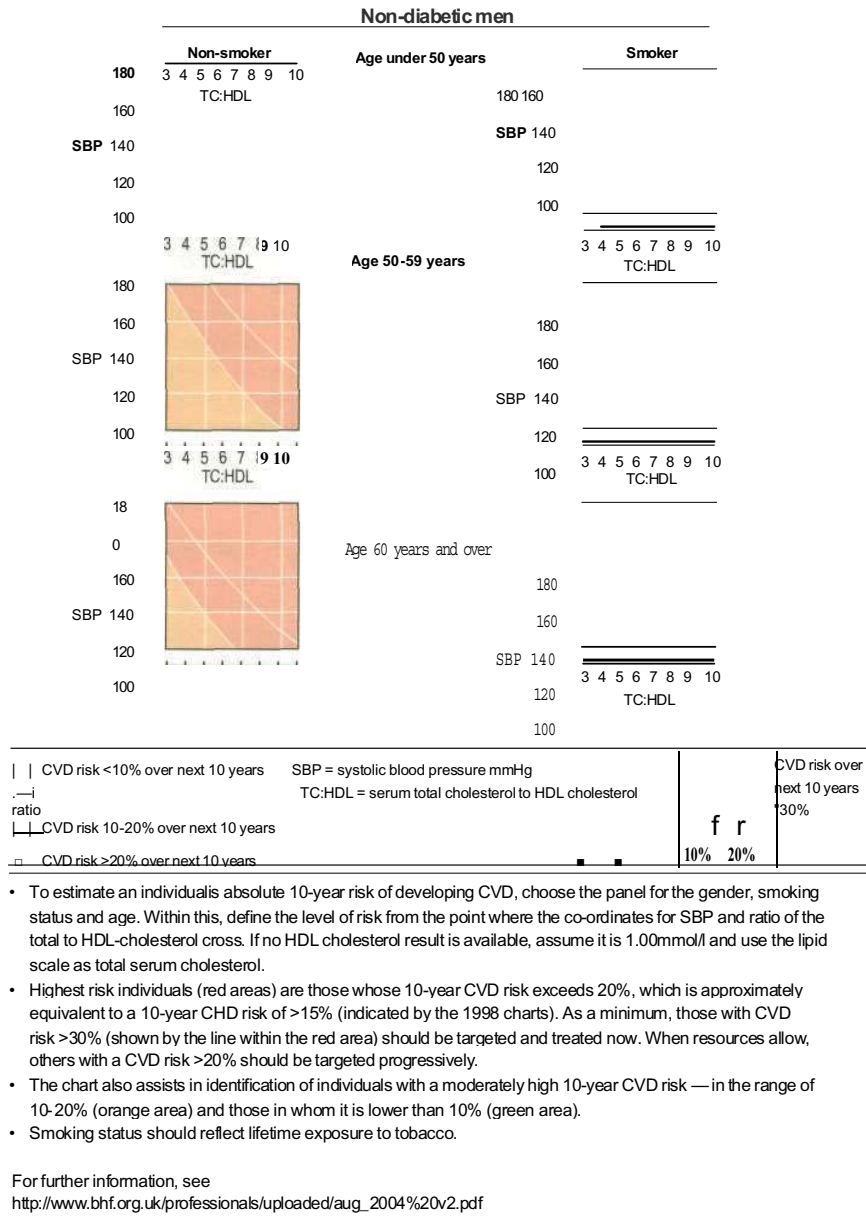 Non-diabetic men
Non-smoker
Age under 50 years
Smoker
180
3 4 5 6 7 8 9 10
TC:HDL
160
SBP 140
120
100
180 160
SBP 140
120
100
3 4 5 6 7 8 9 10
TC:HDL
3 4 5 6 7 8 9 10
TC:HDL
Age 50-59 years
180
160
SBP 140
120
100
180
160
SBP 140
120
100
3 4 5 6 7 8 9 10
TC:HDL
3 4 5 6 7 8 9 10
TC:HDL
18
0
160
SBP 140
120
100
Age 60 years and over
180
160
SBP 140
120
100
3 4 5 6 7 8 9 10
TC:HDL
| | CVD risk <10% over next 10 years SBP = systolic blood pressure mmHg
.—i TC:HDL = serum total cholesterol to HDL cholesterol
ratio
| | CVD risk 10-20% over next 10 years
□ CVD risk >20% over next 10 years ■ ■
f r
10% 20%
CVD risk over
next 10 years
"30%
• To estimate an individualis absolute 10-year risk of developing CVD, choose the panel for the gender, smoking
status and age. Within this, define the level of risk from the point where the co-ordinates for SBP and ratio of the
total to HDL-cholesterol cross. If no HDL cholesterol result is available, assume it is 1.00mmol/l and use the lipid
scale as total serum cholesterol.
• Highest risk individuals (red areas) are those whose 10-year CVD risk exceeds 20%, which is approximately
equivalent to a 10-year CHD risk of >15% (indicated by the 1998 charts). As a minimum, those with CVD
risk >30% (shown by the line within the red area) should be targeted and treated now. When resources allow,
others with a CVD risk >20% should be targeted progressively.
• The chart also assists in identification of individuals with a moderately high 10-year CVD risk — in the range of
10-20% (orange area) and those in whom it is lower than 10% (green area).
• Smoking status should reflect lifetime exposure to tobacco.
For further information, see
http://www.bhf.org.uk/professionals/uploaded/aug_2004%20v2.pdf